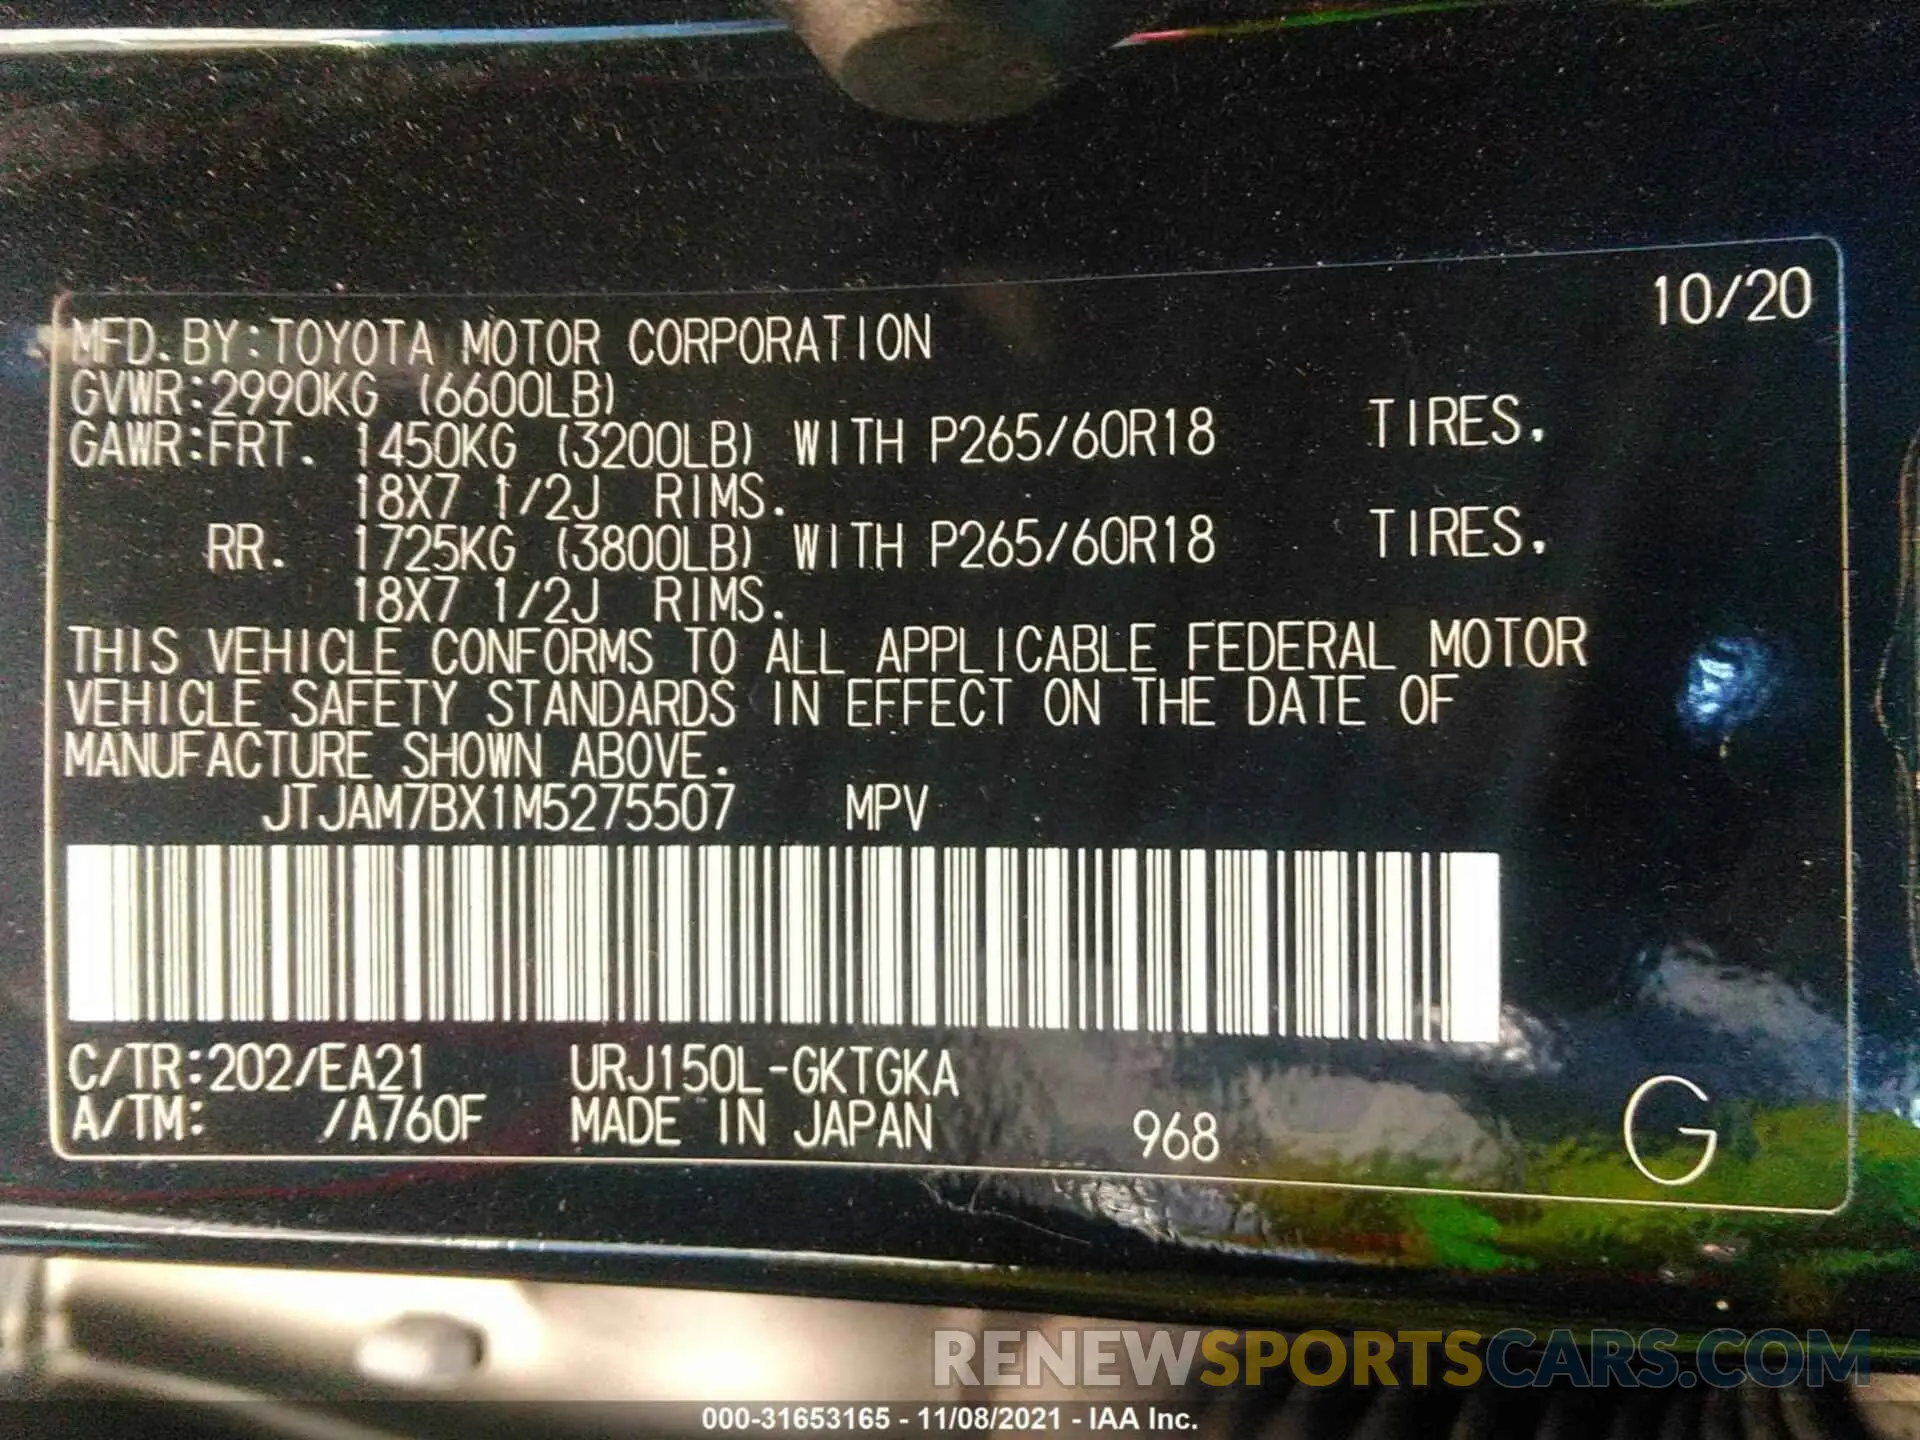 10/20
MFD.BY:TOYOTA MOTOR CORPORATION
GVWR:2990KG (6600LB)
GAWR:FRT. 1450KG (3200LB) WITH P265/60R18 TIRES,
18X7 1/2J RIMS.
RR. 1725KG (3800LB) WITH P265/60R18 TIRES,
18X7 1/2J RIMS.
THIS VEHICLE CONFORMS TO ALL APPLICABLE FEDERAL MOTOR
VEHICLE SAFETY STANDARDS IN EFFECT ON THE DATE OF
MANUFACTURE SHOWN ABOVE.
JTJAM7BX1M5275507 MPV
C/TR:202/EA21 URJ150L-GKTGKA
A/TM: /A760F MADE IN JAPAN 968 G
RENEWSPORTSCARS.COM
000-31653165 - 11/08/2021 - IAA Inc.